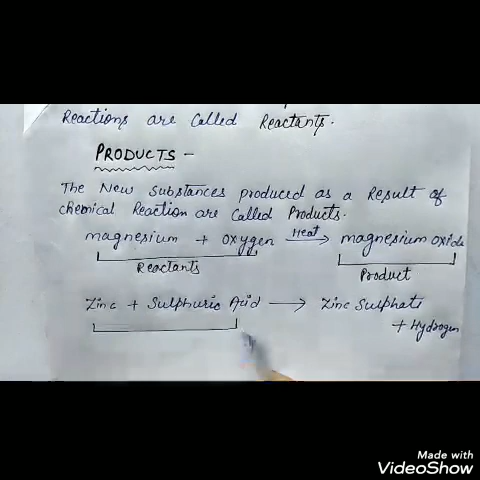 Reactions are Called Reactants.
PRODUCTS -
The New Substances produced as a Result of
chemical Reaction are Called Products.
magnesium + Oxygen Heat → magnesium oxide
Reactants Product
Zinc + Sulphuric Acid → Zinc Sulphate
+ Hydrogen
Made with
VideoShow